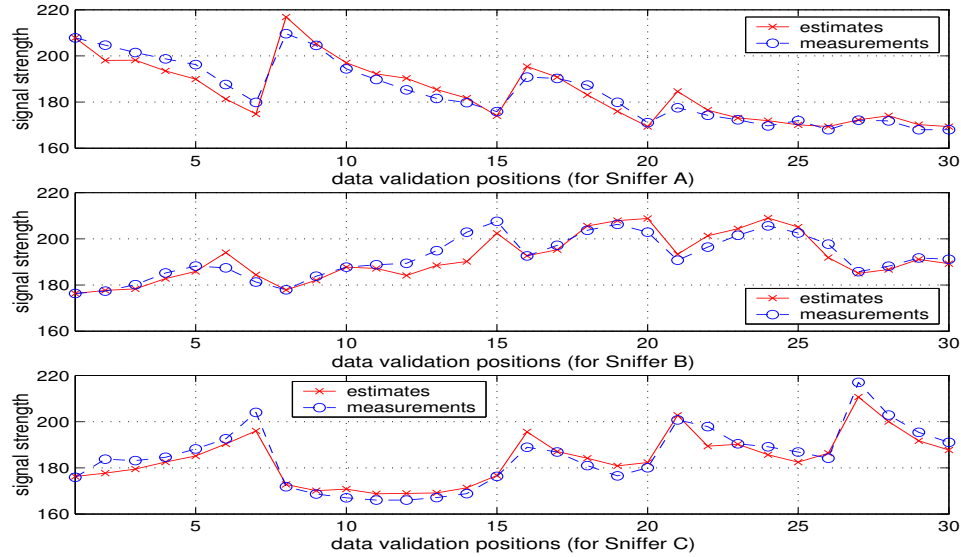 220
200
180
160
signal strength
estimates
measurements
5 10 15 20 25 30
data validation positions (for Sniffer A)
220
200
180
160
signal strength
estimates
measurements
5 10 15 20 25 30
data validation positions (for Sniffer B)
220
200
180
160
signal strength
estimates
measurements
5 10 15 20 25 30
data validation positions (for Sniffer C)